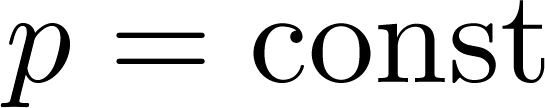 p = const